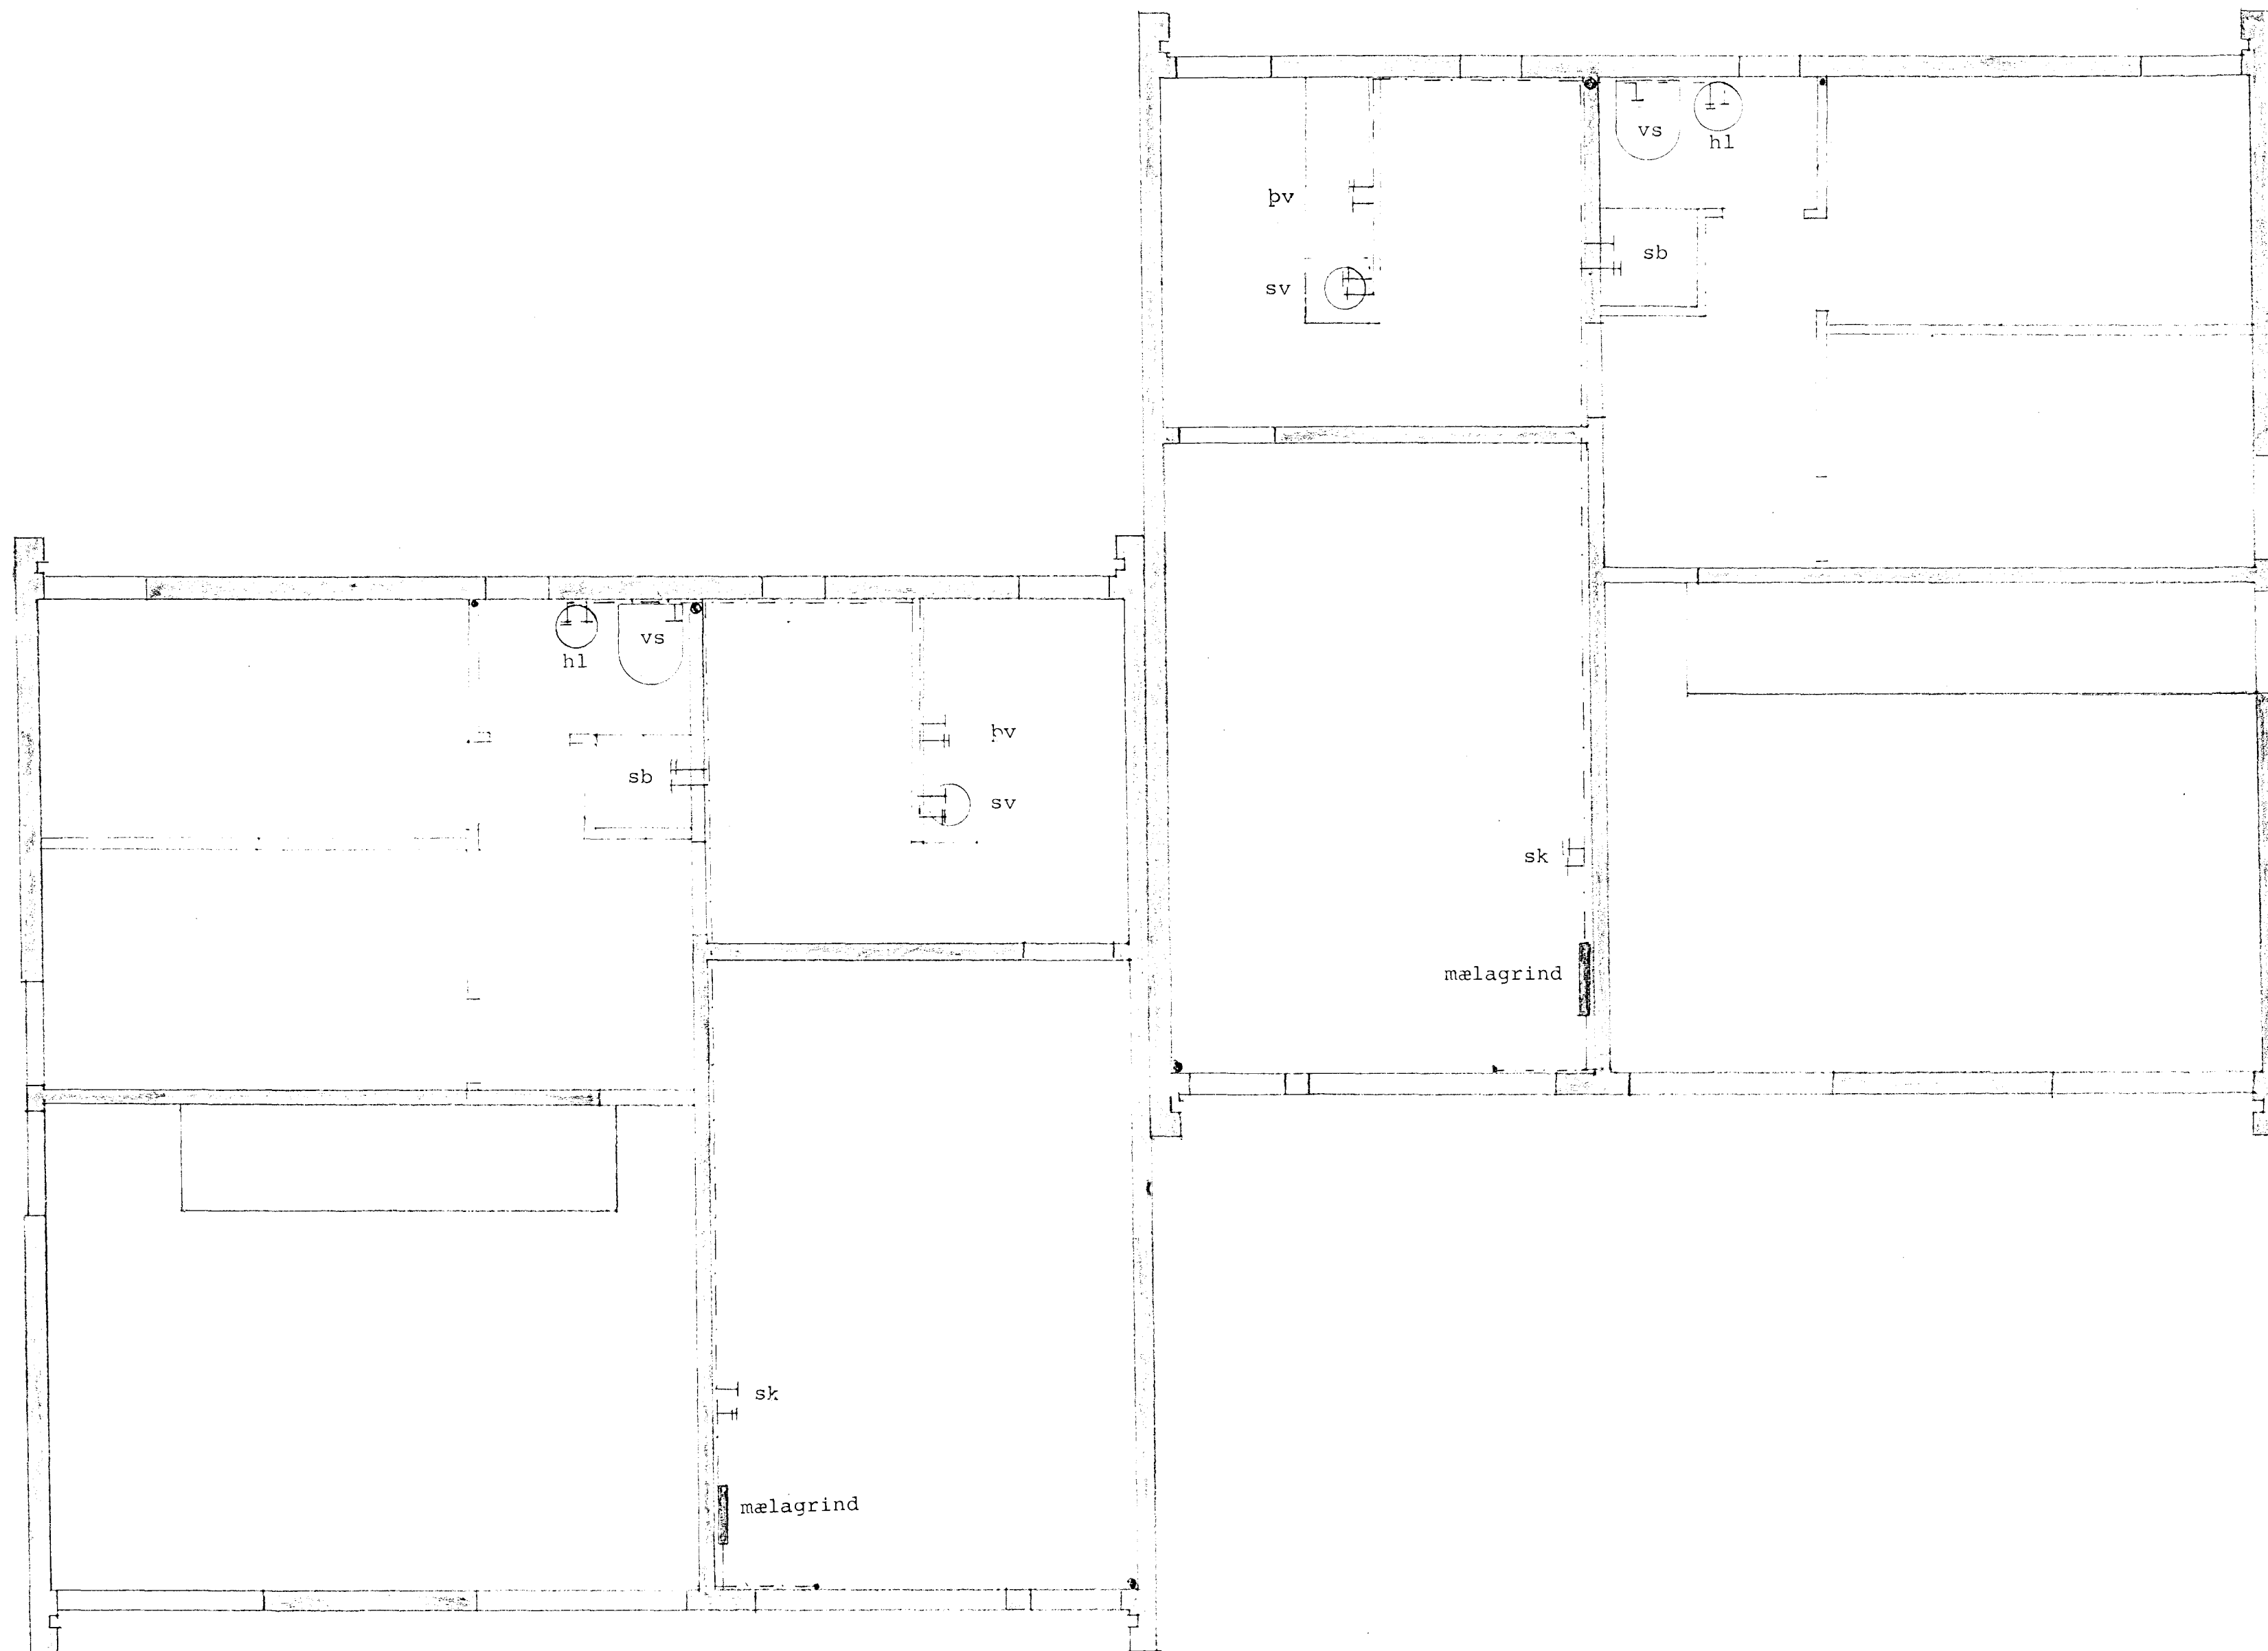 vs
hl
þv
sb
sv
sk
mælagrind
vs
hl
þv
sb
sv
sk
mælagrind